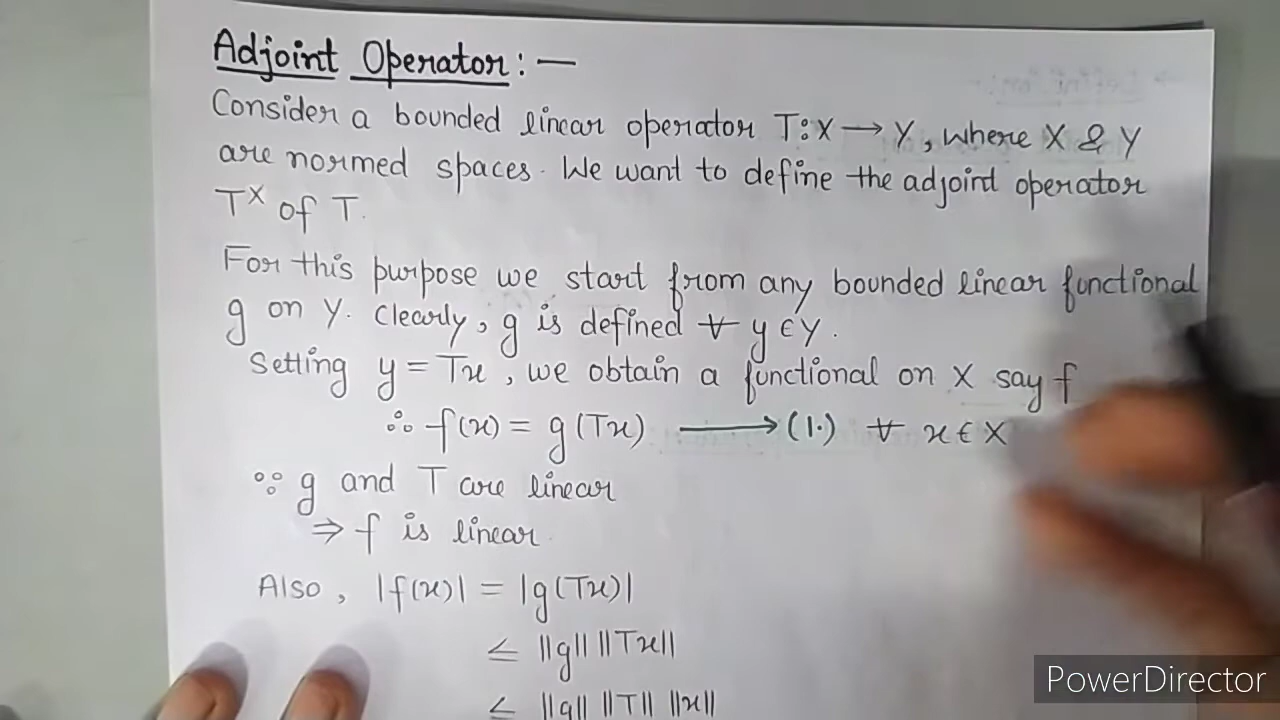 Adjoint Operator : —
Consider a bounded linear operator T: X → Y, where X & Y
are normed spaces. We want to define the adjoint operator
T^× of T.
For this purpose we start from any bounded linear functional
g on Y. Clearly, g is defined ∀ y ∈ Y.
Setting y = Tx, we obtain a functional on X say f
∴ f(x) = g(Tx) ⟶ (1.) ∀ x ∈ X
∵ g and T are linear
⇒ f is linear.
Also, |f(x)| = |g(Tx)|
≤ ||g|| ||Tx||
≤ ||g|| ||T|| ||x||
PowerDirector